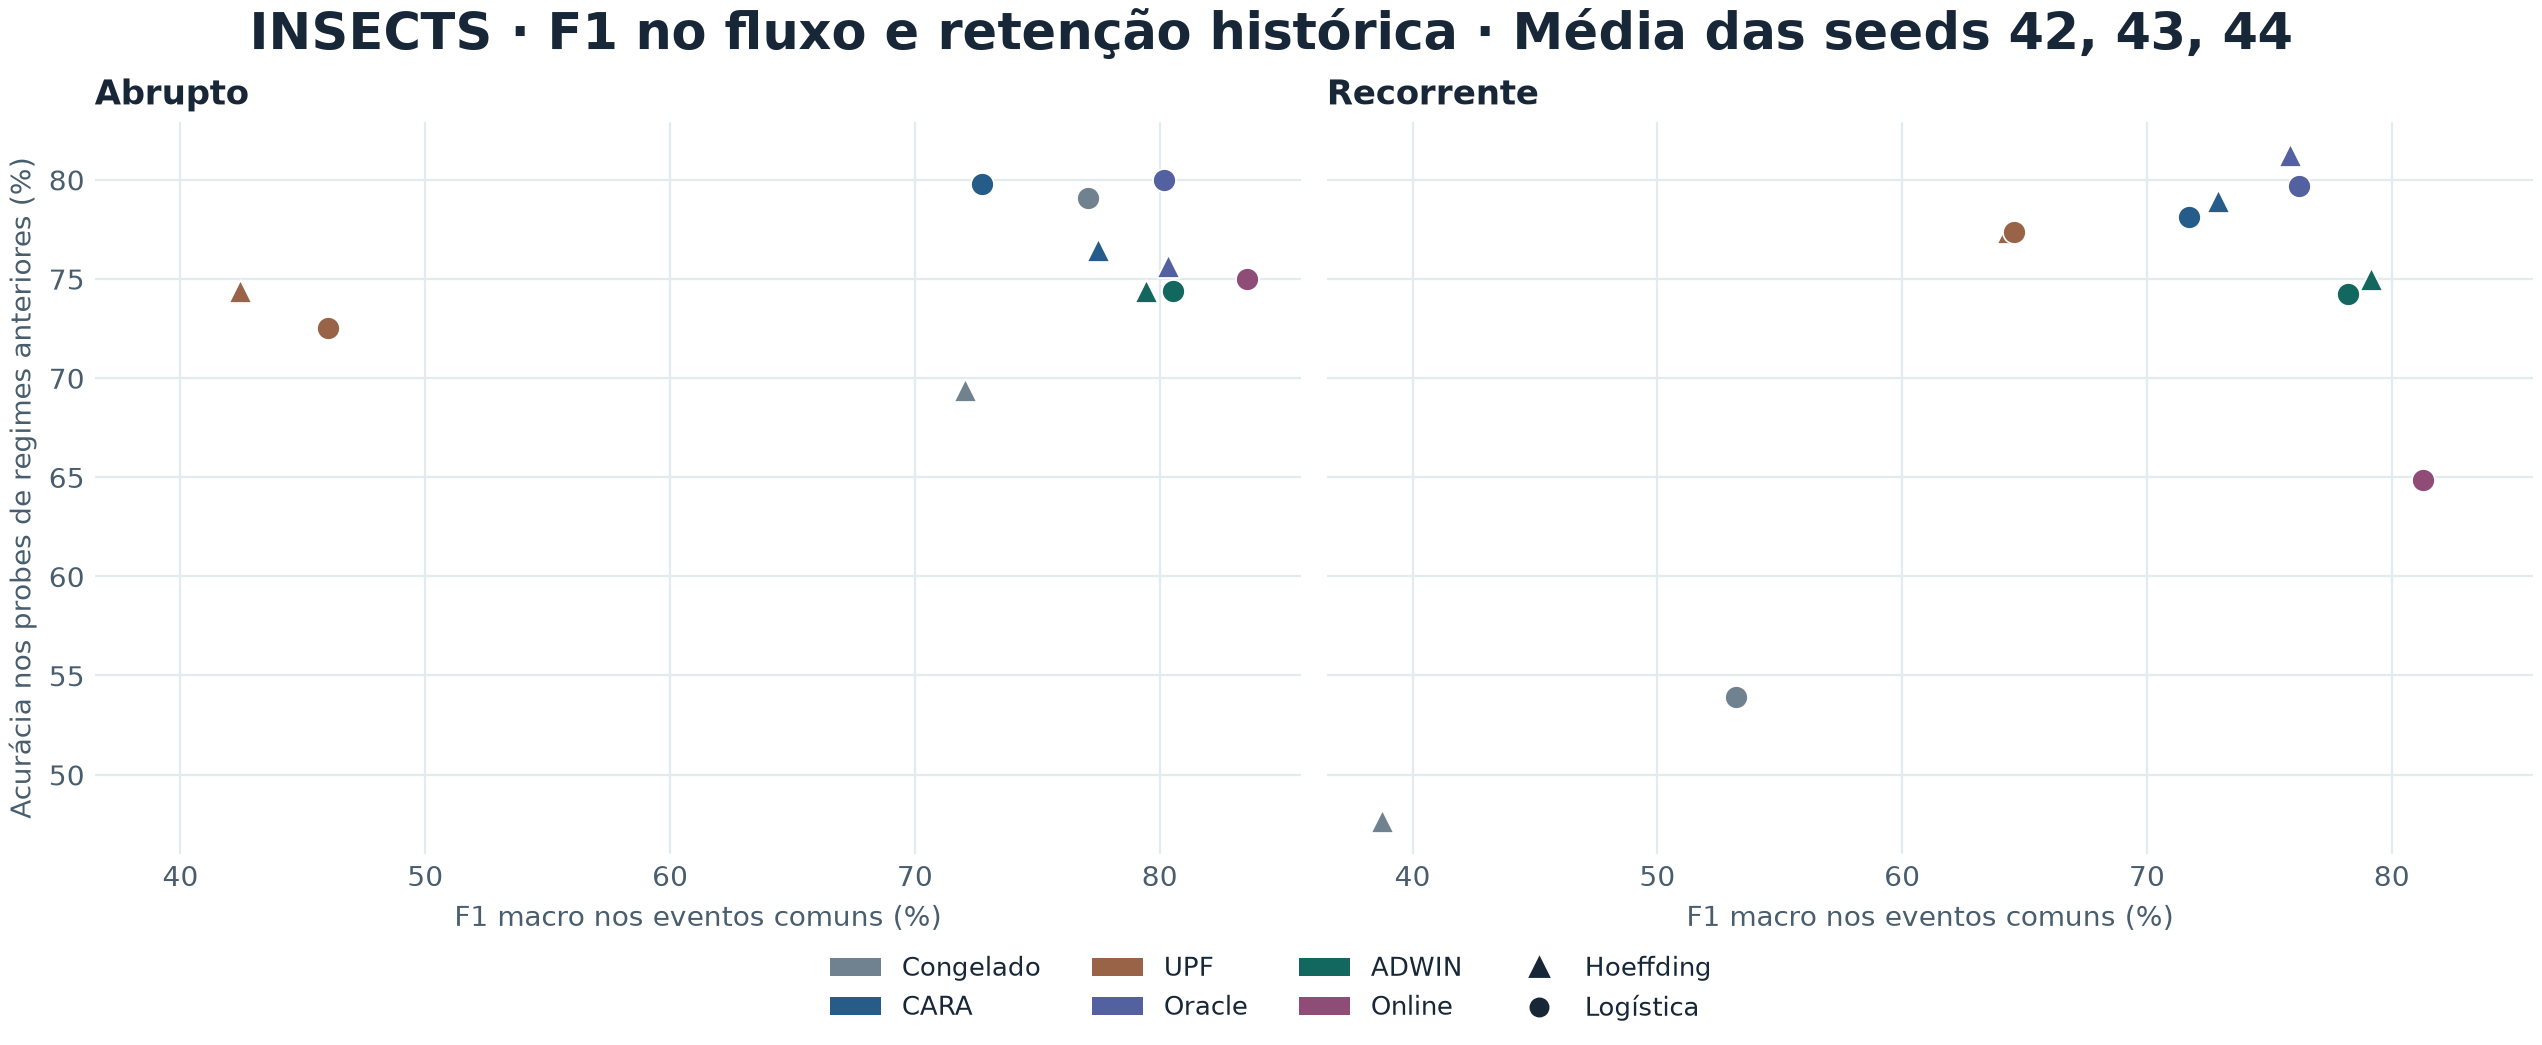 INSECTS · F1 no fluxo e retenção histórica · Média das seeds 42, 43, 44
Abrupto
Recorrente
Acurácia nos probes de regimes anteriores (%)
80
75
70
65
60
55
50
40 50 60 70 80
40 50 60 70 80
F1 macro nos eventos comuns (%)
F1 macro nos eventos comuns (%)
Congelado UPF ADWIN Hoeffding
CARA Oracle Online Logística